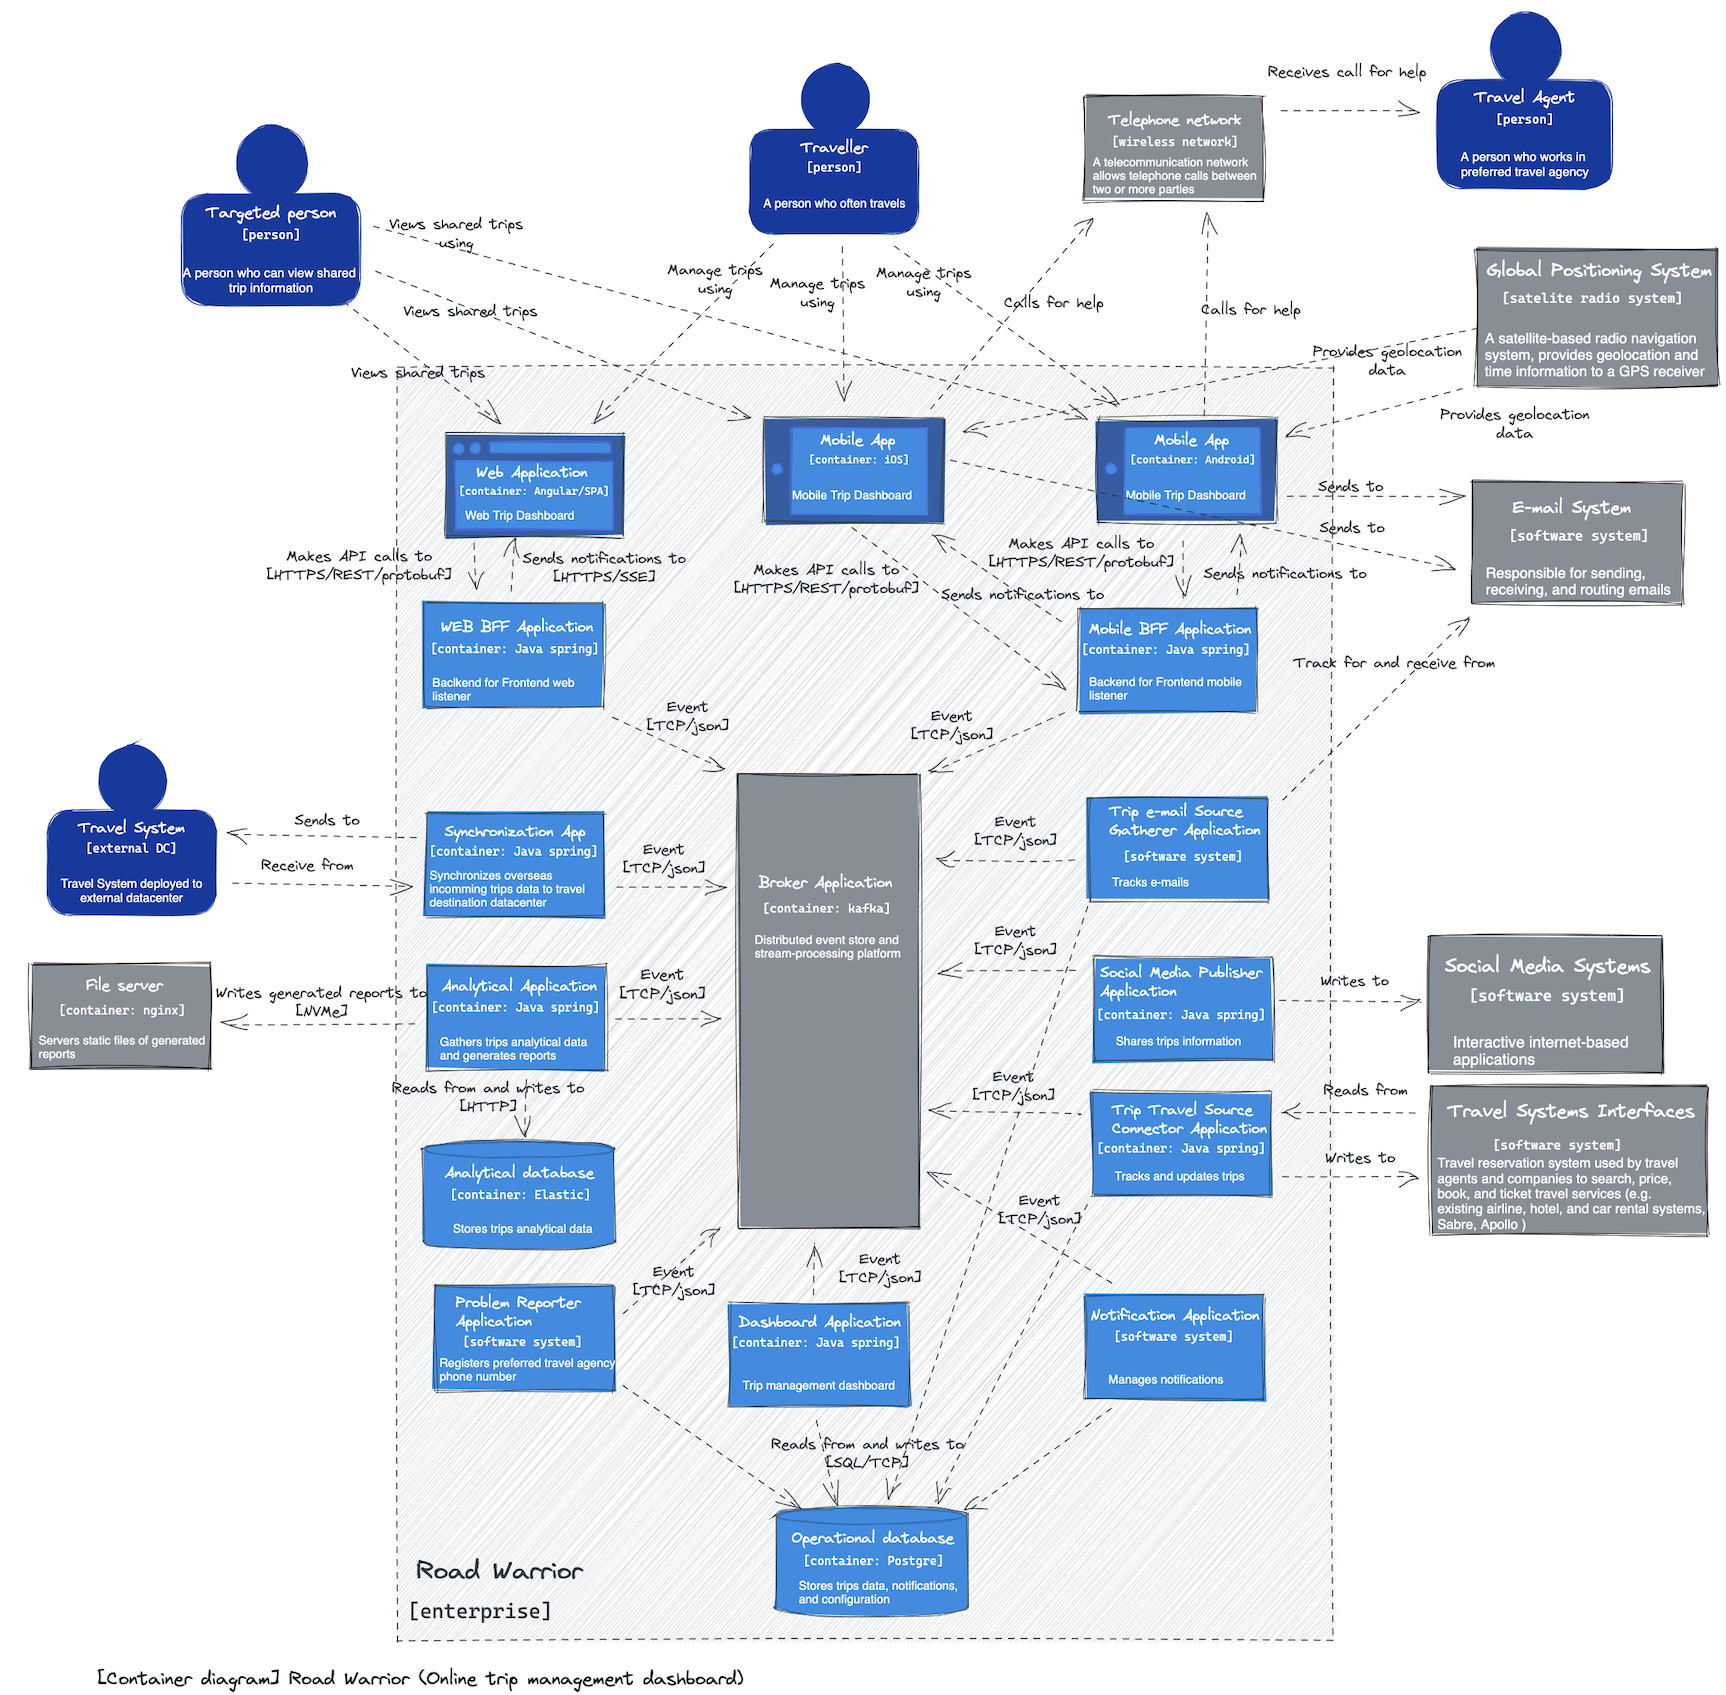 Travel Agent
[person]
A person who works in
preferred travel agency
Receives call for help
Telephone network
[wireless network]
A telecommunication network
allows telephone calls between
two or more parties
Traveller
[person]
A person who often travels
Targeted person
[person]
A person who can view shared
trip information
Views shared trips
using
Views shared trips
Views shared trips
Manage trips
using
Manage trips
using
Manage trips
using
Calls for help
Calls for help
Global Positioning System
[satelite radio system]
A satellite-based radio navigation
system, provides geolocation and
time information to a GPS receiver
Provides geolocation
data
Provides geolocation
data
Web Application
[container: Angular/SPA]
Web Trip Dashboard
Mobile App
[container: iOS]
Mobile Trip Dashboard
Mobile App
[container: Android]
Mobile Trip Dashboard
Sends to
Sends to
E-mail System
[software system]
Responsible for sending,
receiving, and routing emails
Makes API calls to
[HTTPS/REST/protobuf]
Sends notifications to
[HTTPS/SSE]
Makes API calls to
[HTTPS/REST/protobuf]
Sends notifications to
Makes API calls to
[HTTPS/REST/protobuf]
Sends notifications to
WEB BFF Application
[container: Java spring]
Baclkend for Frontend web
listener
Mobile BFF Application
[container: Java spring]
Backend for Frontend mobile
listener
Track for and receive from
Event
[TCP/json]
Event
[TCP/json]
Travel System
[external DC]
Travel System deployed to
external datacenter
Sends to
Receive from
Synchronization App
[container: Java spring]
Synchronizes overseas
incomming trips data to travel
destination datacenter
Event
[TCP/json]
Broker Application
[container: kafka]
Distributed event store and
stream-processing platform
Event
[TCP/json]
Trip e-mail Source
Gatherer Application
[software system]
Tracks e-mails
File server
[container: nginx]
Servers static files of generated
reports
Writes generated reports to
[NVMe]
Analytical Application
[container: Java spring]
Gathers trips analytical data
and generates reports
Event
[TCP/json]
Event
[TCP/json]
Social Media Publisher
Application
[container: Java spring]
Shares trips information
Writes to
Social Media Systems
[software system]
Interactive internet-based
applications
Reads from and writes to
[HTTP]
Analytical database
[container: Elastic]
Stores trips analytical data
Event
[TCP/json]
Trip Travel Source
Connector Application
[container: Java spring]
Tracks and updates trips
Reads from
Writes to
Travel Systems Interfaces
[software system]
Travel reservation system used by travel
agents and companies to search, price,
book, and ticket travel services (e.g.
existing airline, hotel, and car rental systems,
Sabre, Apollo )
Event
[TCP/json]
Event
[TCP/json]
Event
[TCP/json]
Problem Reporter
Application
[software system]
Registers preferred travel agency
phone number
Dashboard Application
[container: Java spring]
Trip management dashboard
Notification Application
[software system]
Manages notifications
Reads from and writes to
[SQL/TCP]
Operational database
[container: Postgre]
Stores trips data, notifications,
and configuration
Road Warrior
[enterprise]
[Container diagram] Road Warrior (Online trip management dashboard)